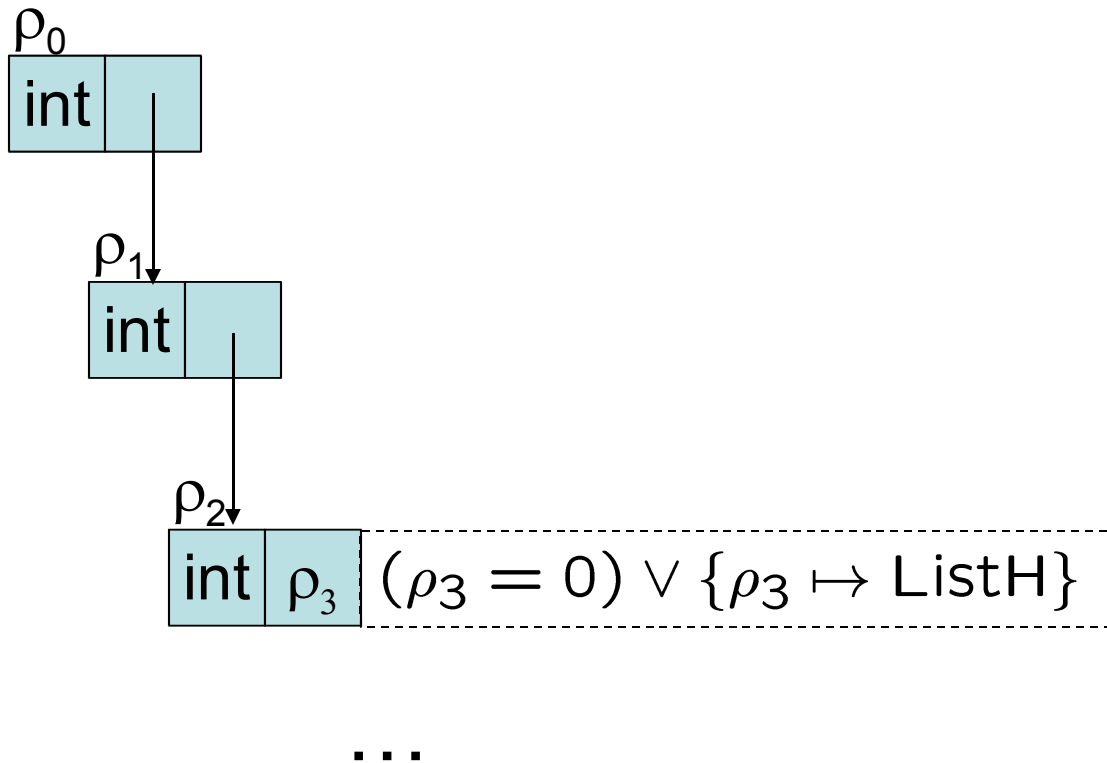 ρ₀
int
ρ₁
int
ρ₂
int ρ₃ (ρ₃ = 0) ∨ {ρ₃ ↦ ListH}
...